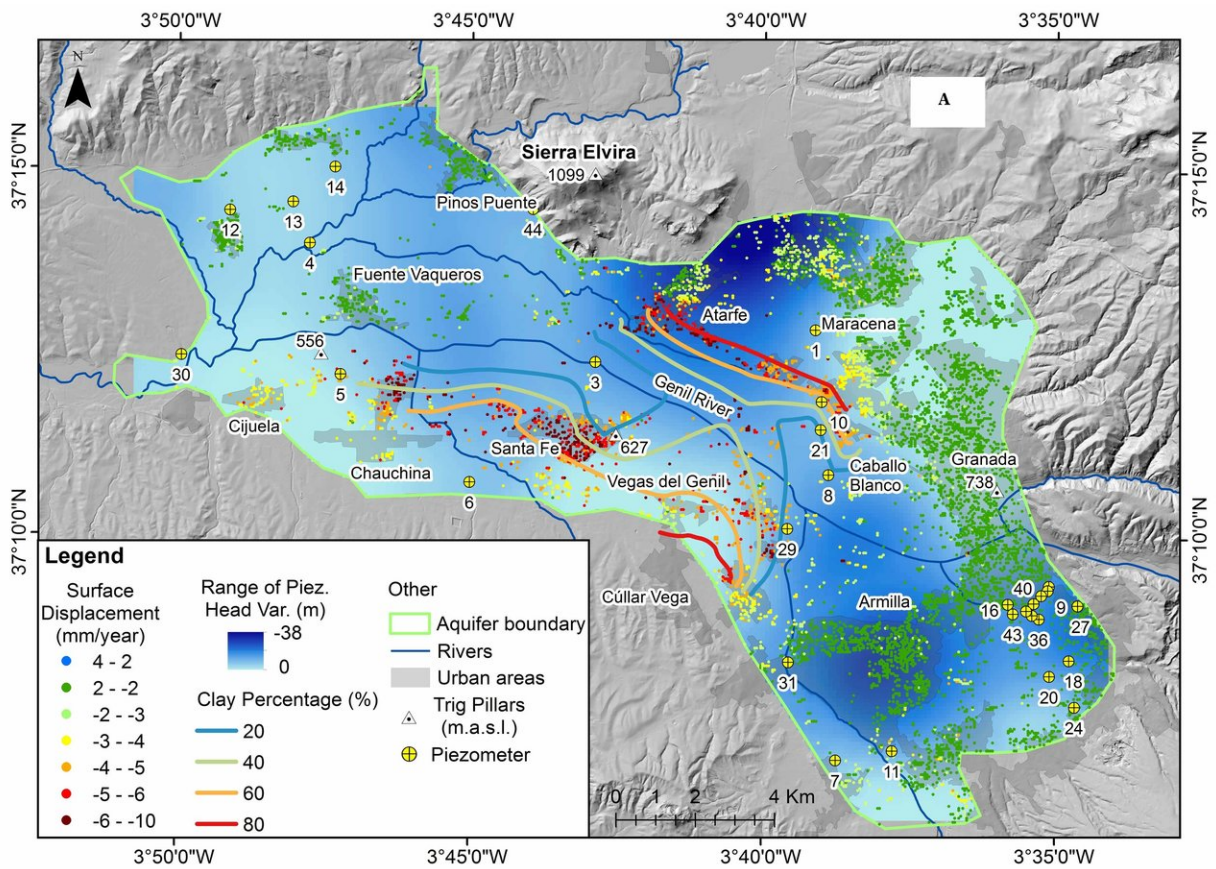 3°50'0"W 3°45'0"W 3°40'0"W 3°35'0"W
N
A
37°15'0"N
37°15'0"N
Sierra Elvira
1099
14
Pinos Puente
13
12
44
4
Fuente Vaqueros
Atarfe
Maracena
1
556
30
3
5
Genil River
Cijuela
10
Santa Fe
627
21
Chauchina
Vegas del Geñil
Caballo
Blanco
Granada
738
6
8
37°10'0"N
37°10'0"N
29
Cúllar Vega
Armilla
40
16
9
27
43
36
31
18
20
24
7
11
Legend
Surface
Displacement
(mm/year)
4 - 2
2 - -2
-2 - -3
-3 - -4
-4 - -5
-5 - -6
-6 - -10
Range of Piez.
Head Var. (m)
-38
0
Clay Percentage (%)
20
40
60
80
Other
Aquifer boundary
Rivers
Urban areas
Trig Pillars
(m.a.s.l.)
Piezometer
0 1 2 4 Km
3°50'0"W 3°45'0"W 3°40'0"W 3°35'0"W